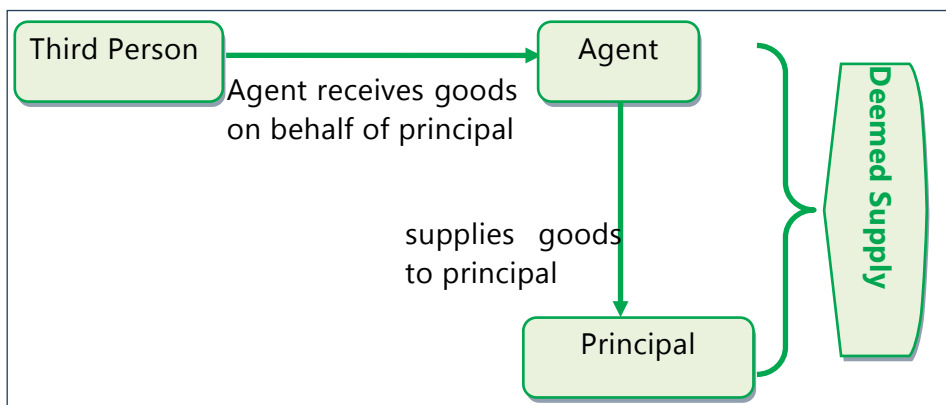 Third Person
Agent
Agent receives goods
on behalf of principal
supplies goods
to principal
Principal
Deemed Supply